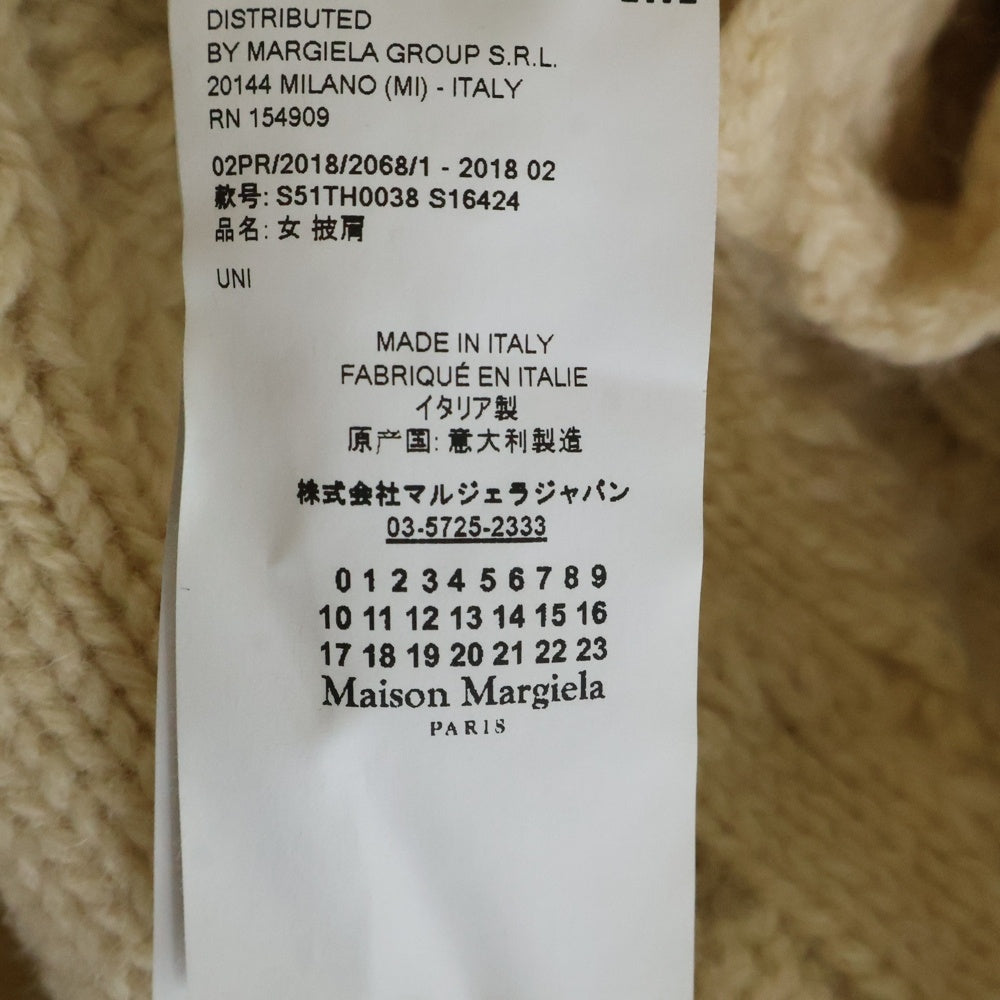 DISTRIBUTED
BY MARGIELA GROUP S.R.L.
20144 MILANO (MI) - ITALY
RN 154909
02PR/2018/2068/1 - 2018 02
款号: S51TH0038 S16424
品名: 女 披肩
UNI
MADE IN ITALY
FABRIQUÉ EN ITALIE
イタリア製
原产国: 意大利製造
株式会社マルジェラジャパン
03-5725-2333
0 1 2 3 4 5 6 7 8 9
10 11 12 13 14 15 16
17 18 19 20 21 22 23
Maison Margiela
PARIS